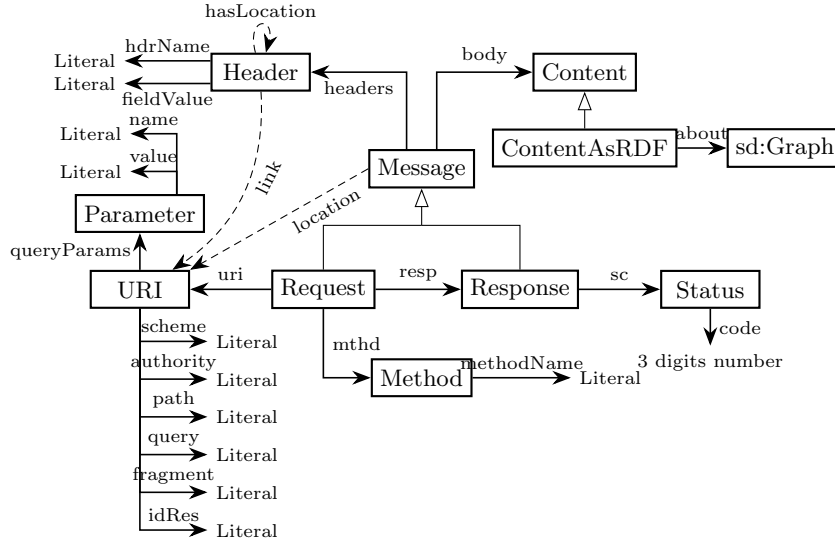 hasLocation
hdrName
Literal
Header
body
Content
Literal
fieldValue
headers
name
Literal
about
ContentAsRDF
sd:Graph
value
Literal
Message
link
location
Parameter
queryParams
uri
resp
sc
URI
Request
Response
Status
scheme
Literal
mthd
code
3 digits number
authority
Literal
methodName
Method
Literal
path
Literal
query
Literal
fragment
Literal
idRes
Literal